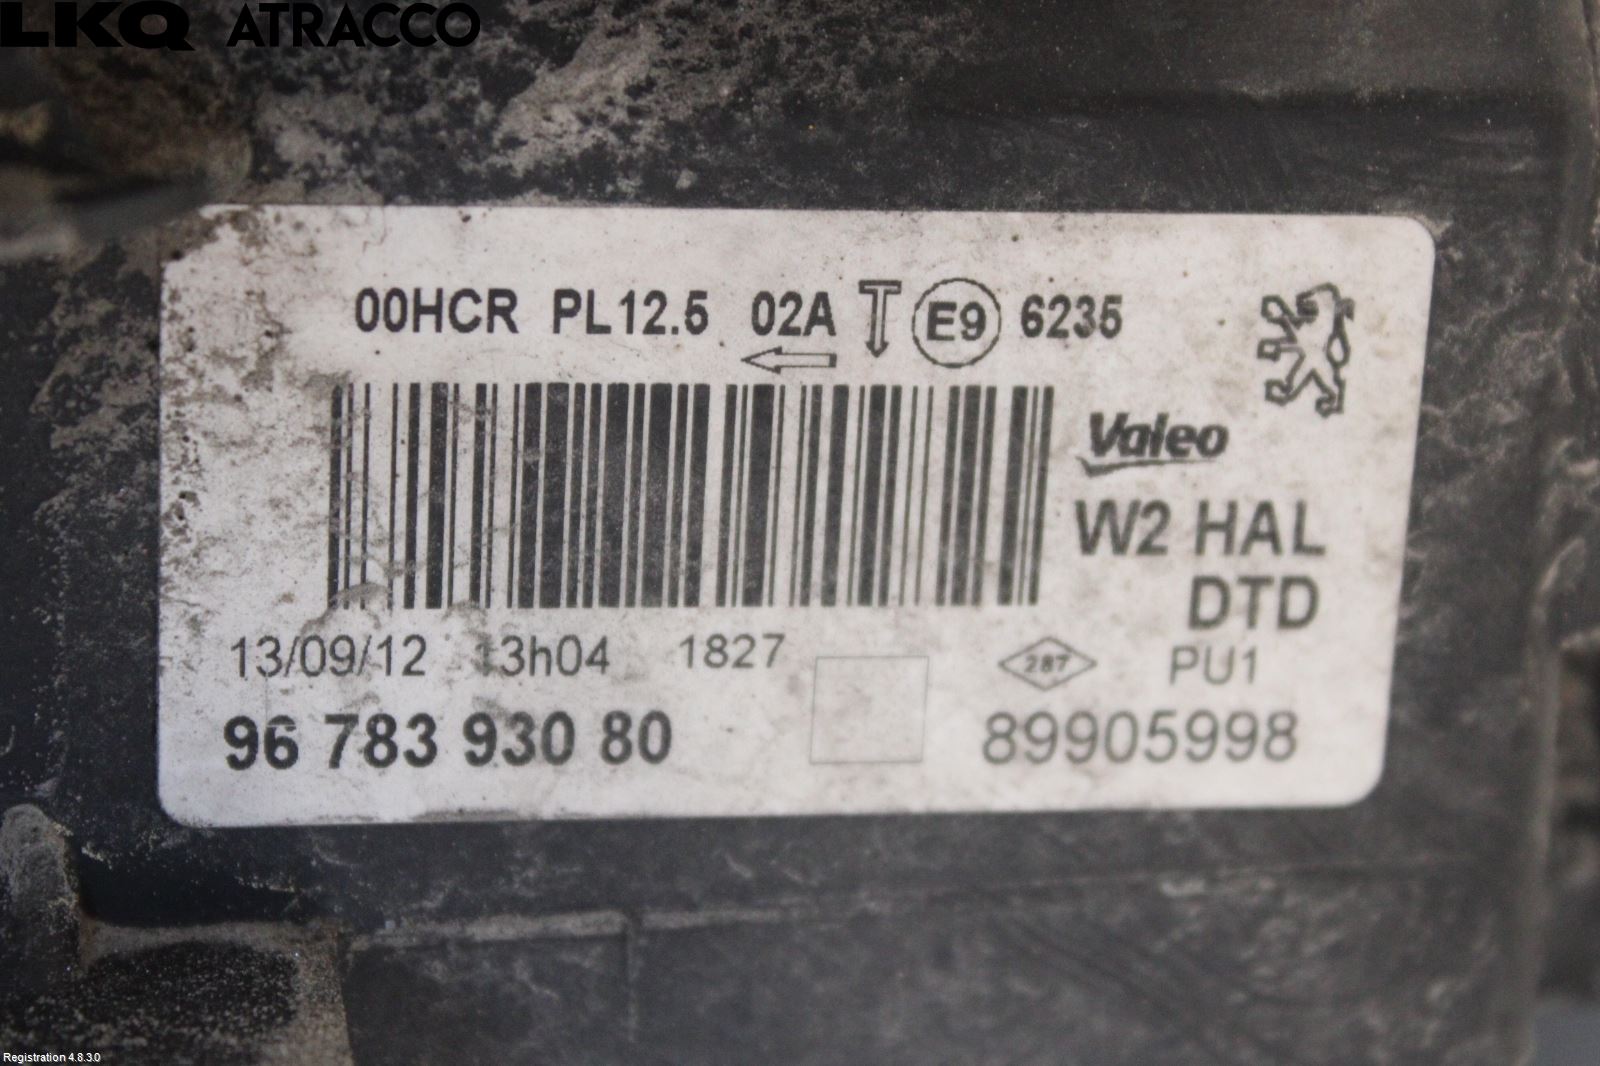 LKQ ATRACCO
00HCR PL12.5 02A E9 6235
Valeo
W2 HAL
DTD
13/09/12 13h04 1827 287 PU1
96 783 930 80 89905998
Registration 4.8.3.0